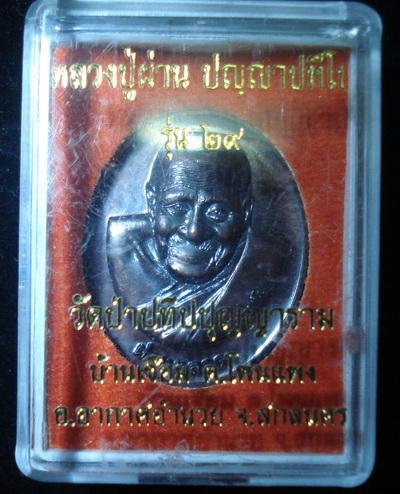 หลวงปู่ผ่าน ปญฺญาปทีโป
รุ่น ๒๙
วัดป่าปทีปปุญญาราม
บ้านเซือม ต.โพนแพง
อ.อากาศอำนวย จ.สกลนคร